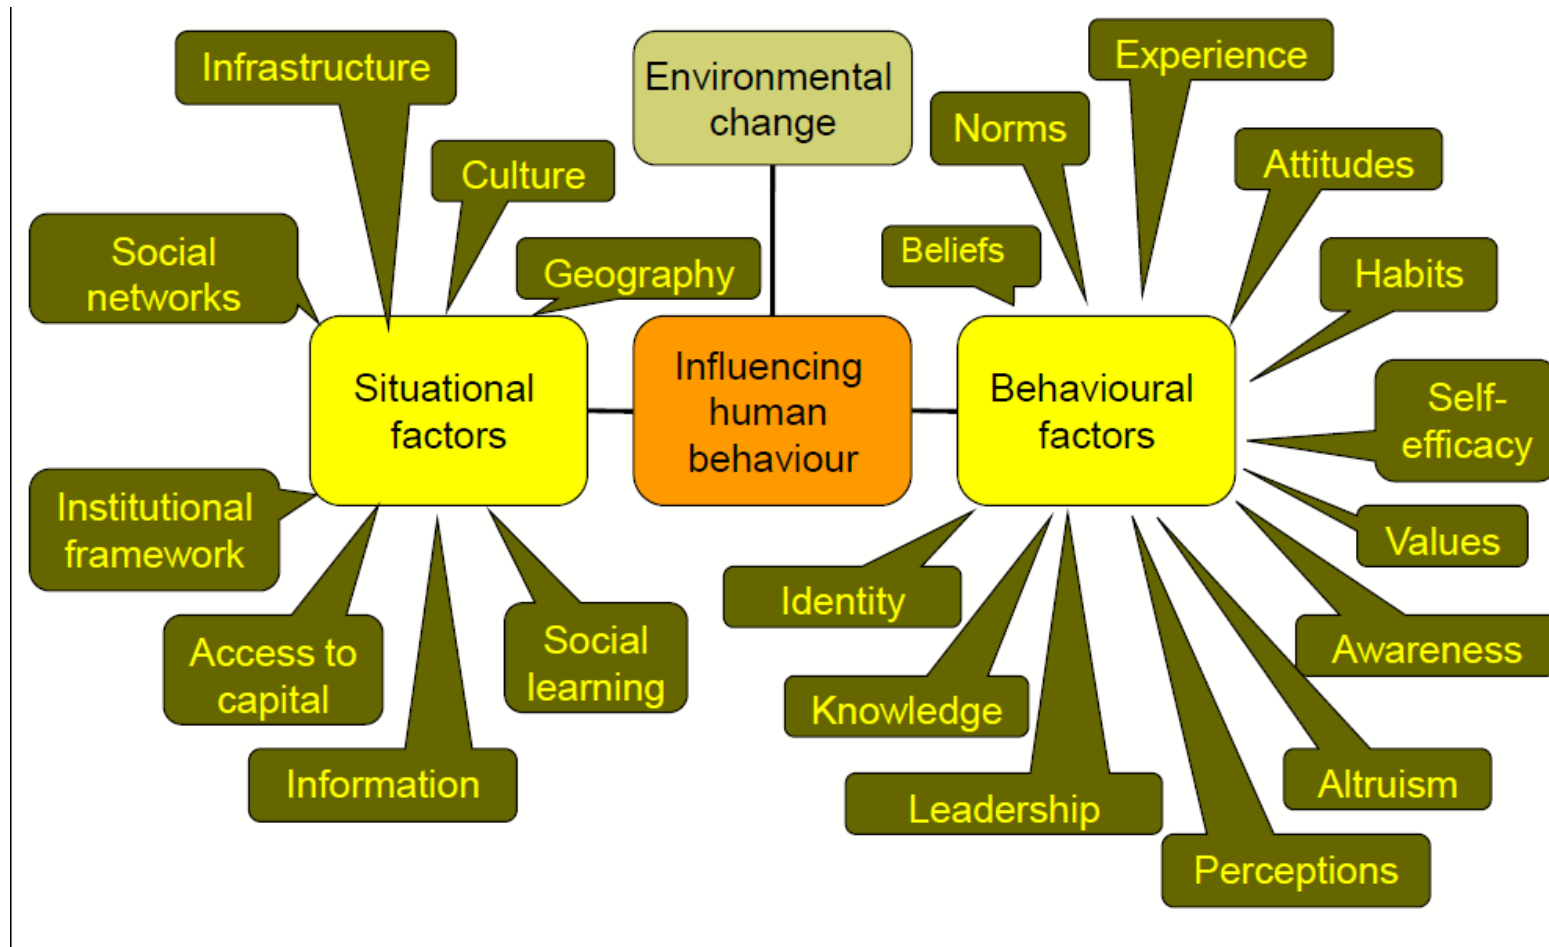 Infrastructure
Environmental
change
Experience
Norms
Attitudes
Culture
Social
networks
Geography
Beliefs
Habits
Situational
factors
Influencing
human
behaviour
Behavioural
factors
Self-
efficacy
Institutional
framework
Values
Identity
Access to
capital
Social
learning
Awareness
Knowledge
Information
Leadership
Altruism
Perceptions